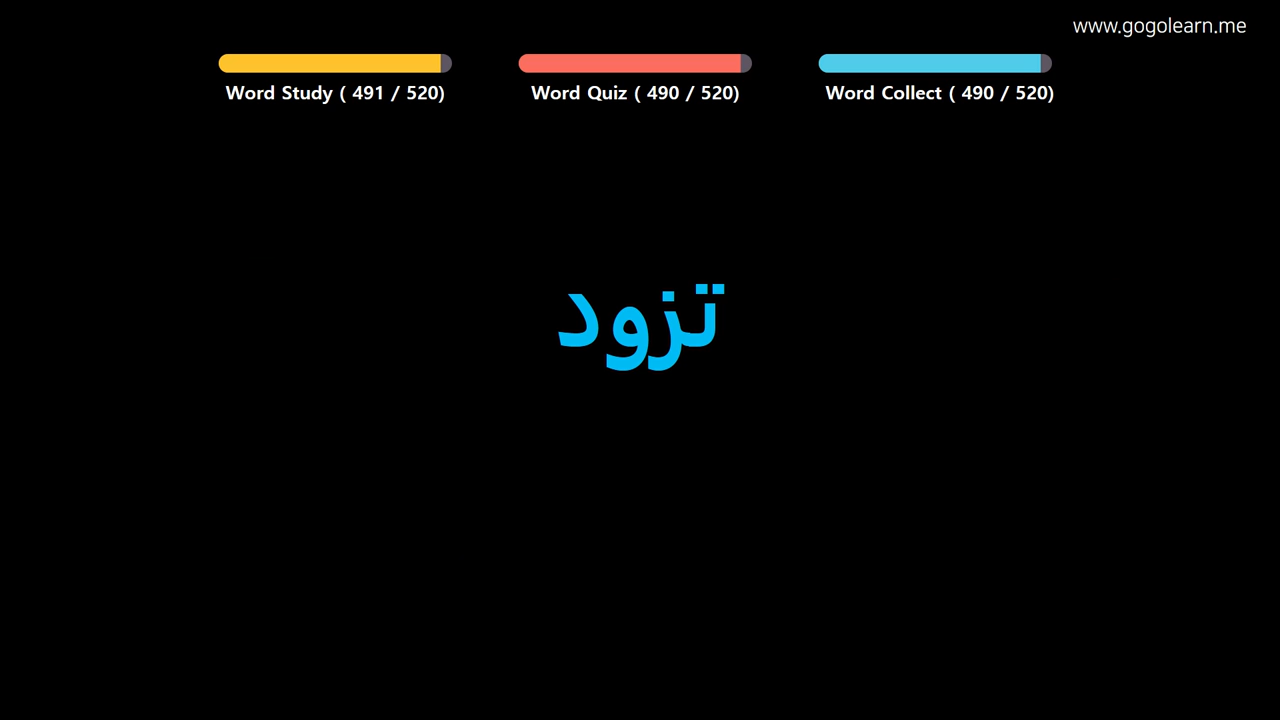 www.gogolearn.me
Word Study ( 491 / 520)
Word Quiz ( 490 / 520)
Word Collect ( 490 / 520)
تزود